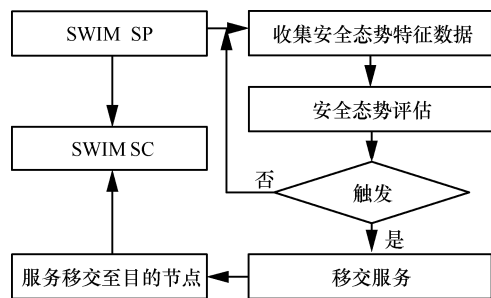 SWIM SP
收集安全态势特征数据
安全态势评估
SWIM SC
否
触发
是
服务移交至目的节点
移交服务